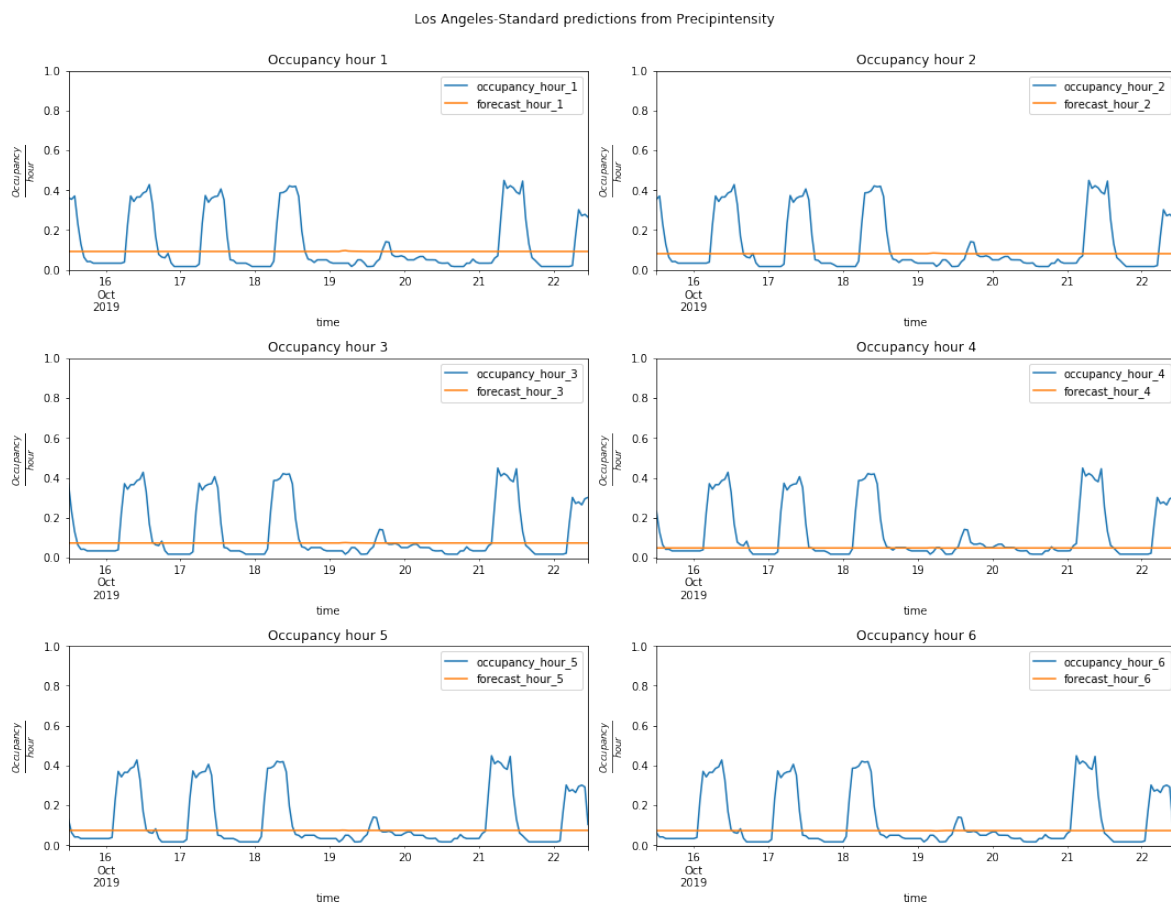 Los Angeles-Standard predictions from Precipintensity
Occupancy hour 1
1.0
0.8
0.6
0.4
0.2
0.0
Occupancy
hour
occupancy_hour_1
forecast_hour_1
16
17
18
19
20
21
22
Oct
2019
time
Occupancy hour 2
1.0
0.8
0.6
0.4
0.2
0.0
Occupancy
hour
occupancy_hour_2
forecast_hour_2
16
17
18
19
20
21
22
Oct
2019
time
Occupancy hour 3
1.0
0.8
0.6
0.4
0.2
0.0
Occupancy
hour
occupancy_hour_3
forecast_hour_3
16
17
18
19
20
21
22
Oct
2019
time
Occupancy hour 4
1.0
0.8
0.6
0.4
0.2
0.0
Occupancy
hour
occupancy_hour_4
forecast_hour_4
16
17
18
19
20
21
22
Oct
2019
time
Occupancy hour 5
1.0
0.8
0.6
0.4
0.2
0.0
Occupancy
hour
occupancy_hour_5
forecast_hour_5
16
17
18
19
20
21
22
Oct
2019
time
Occupancy hour 6
1.0
0.8
0.6
0.4
0.2
0.0
Occupancy
hour
occupancy_hour_6
forecast_hour_6
16
17
18
19
20
21
22
Oct
2019
time